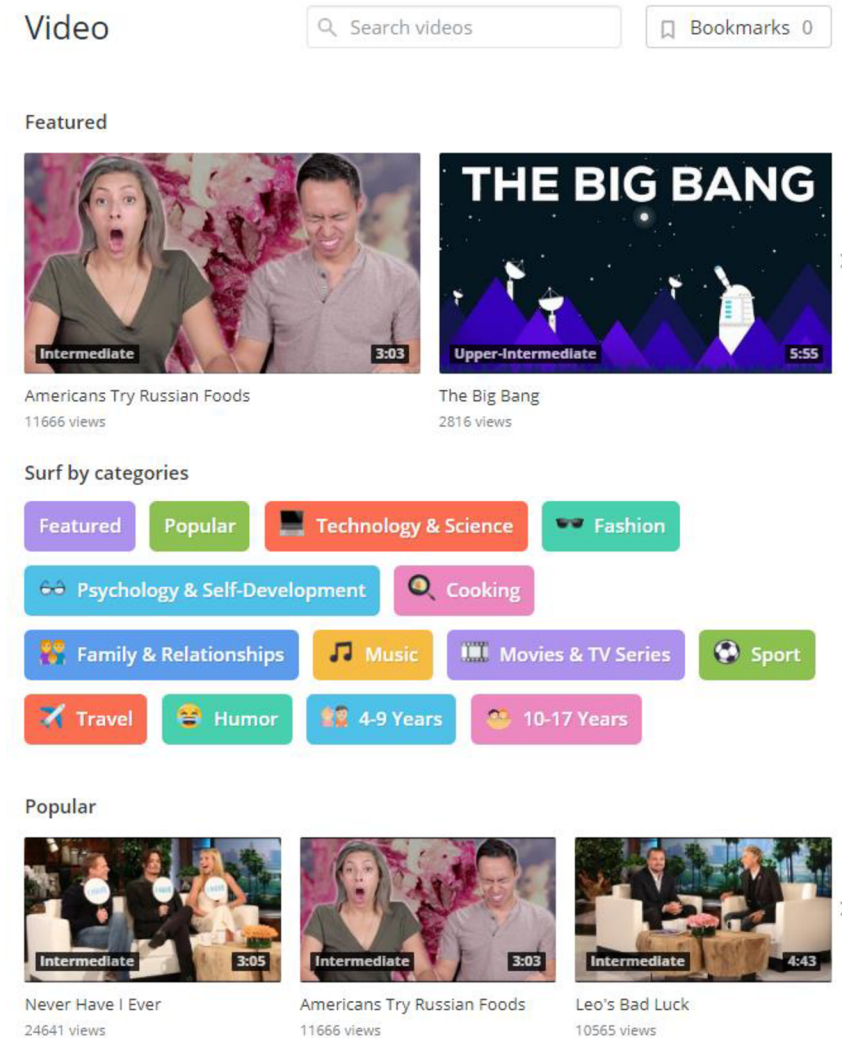 Video
Search videos
Bookmarks 0
Featured
THE BIG BANG
Intermediate 3:03
Upper-Intermediate 5:55
Americans Try Russian Foods
11666 views
The Big Bang
2816 views
Surf by categories
Featured
Popular
Technology & Science
Fashion
Psychology & Self-Development
Cooking
Family & Relationships
Music
Movies & TV Series
Sport
Travel
Humor
4-9 Years
10-17 Years
Popular
Intermediate 3:05
Intermediate 3:03
Intermediate 4:43
Never Have I Ever
24641 views
Americans Try Russian Foods
11666 views
Leo's Bad Luck
10565 views